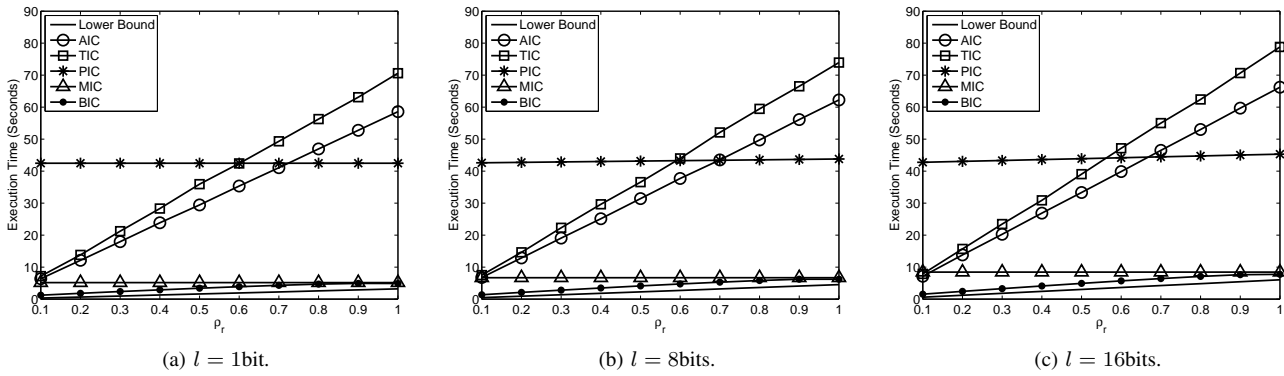 90
80
70
60
50
40
30
20
10
0
Execution Time (Seconds)
Lower Bound
AIC
TIC
PIC
MIC
BIC
0.1 0.2 0.3 0.4 0.5 0.6 0.7 0.8 0.9 1
ρr
(a) l = 1bit.
90
80
70
60
50
40
30
20
10
0
Execution Time (Seconds)
Lower Bound
AIC
TIC
PIC
MIC
BIC
0.1 0.2 0.3 0.4 0.5 0.6 0.7 0.8 0.9 1
ρr
(b) l = 8bits.
90
80
70
60
50
40
30
20
10
0
Execution Time (Seconds)
Lower Bound
AIC
TIC
PIC
MIC
BIC
0.1 0.2 0.3 0.4 0.5 0.6 0.7 0.8 0.9 1
ρr
(c) l = 16bits.